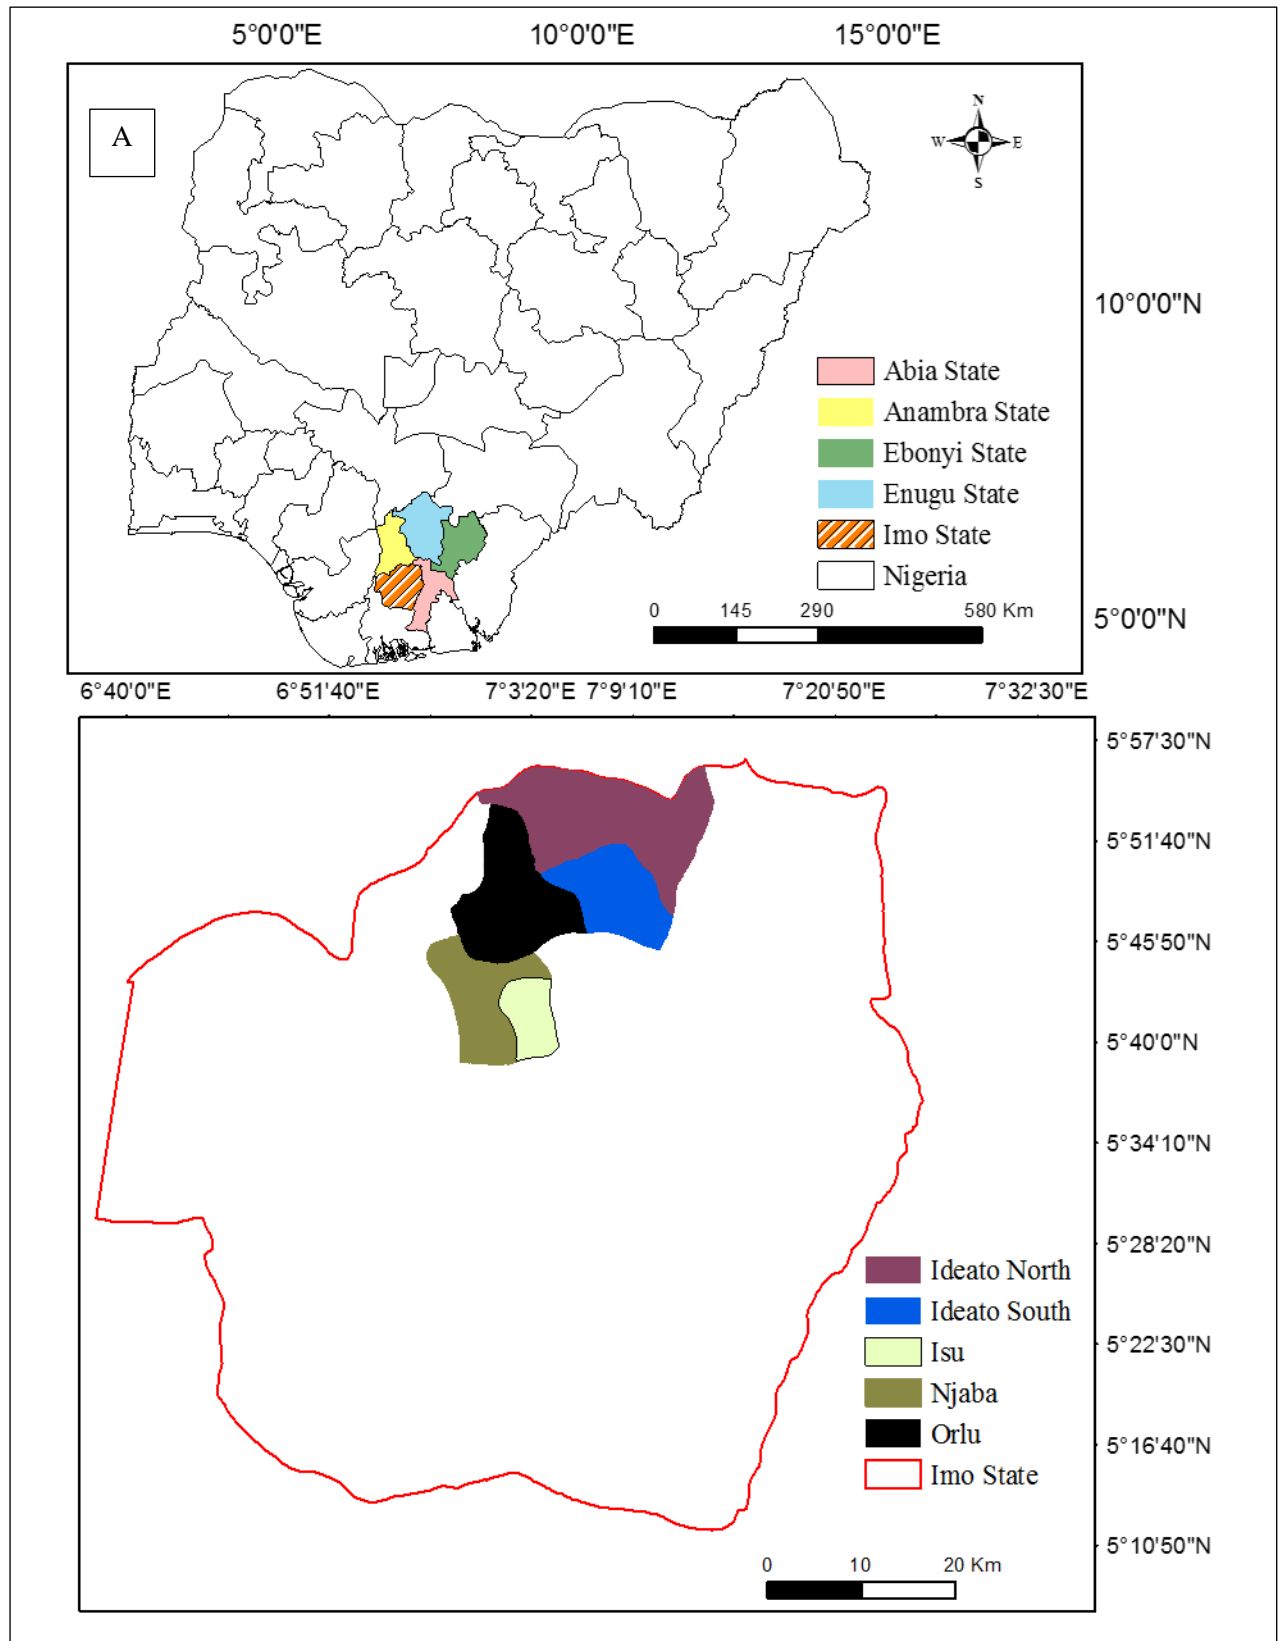 5°0'0"E 10°0'0"E 15°0'0"E
A
N
W E
S
10°0'0"N
Abia State
Anambra State
Ebonyi State
Enugu State
Imo State
Nigeria
0 145 290 580 Km
5°0'0"N
6°40'0"E 6°51'40"E 7°3'20"E 7°9'10"E 7°20'50"E 7°32'30"E
5°57'30"N
5°51'40"N
5°45'50"N
5°40'0"N
5°34'10"N
5°28'20"N
Ideato North
Ideato South
5°22'30"N
Isu
Njaba
Orlu
5°16'40"N
Imo State
5°10'50"N
0 10 20 Km